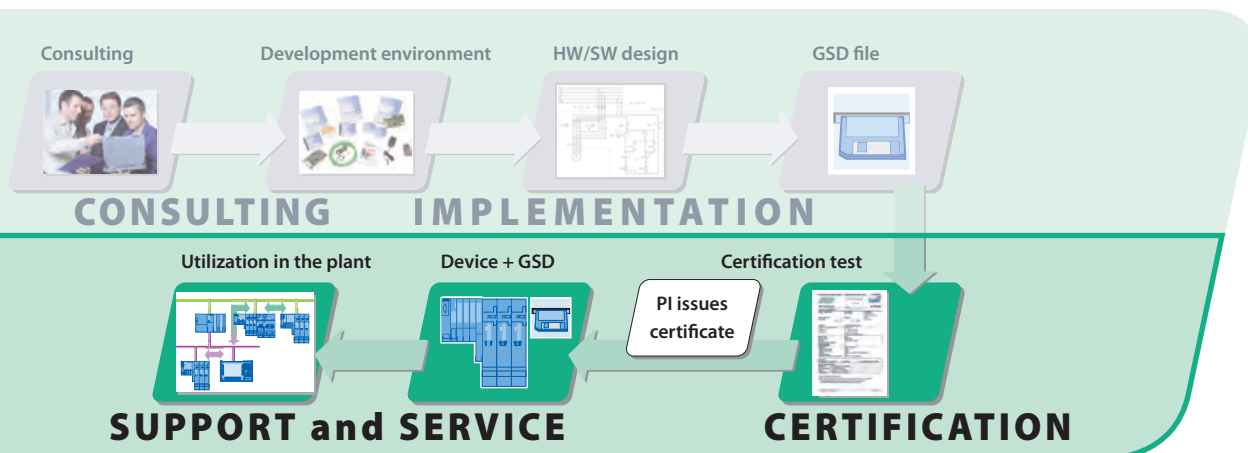 Consulting
Development environment
HW/SW design
GSD file
CONSULTING
IMPLEMENTATION
Utilization in the plant
Device + GSD
Certification test
PI issues
certificate
SUPPORT and SERVICE
CERTIFICATION